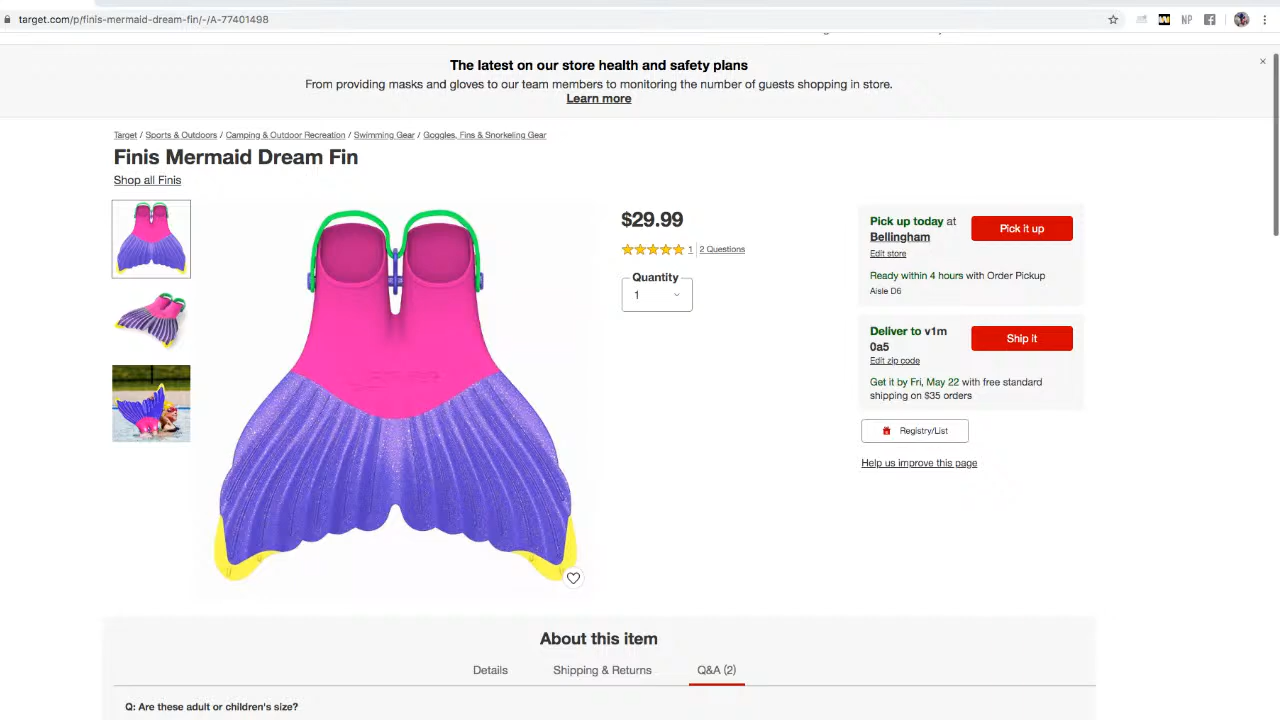 target.com/p/finis-mermaid-dream-fin/-/A-77401498
NP
The latest on our store health and safety plans
From providing masks and gloves to our team members to monitoring the number of guests shopping in store.
Learn more
Target / Sports & Outdoors / Camping & Outdoor Recreation / Swimming Gear / Goggles, Fins & Snorkeling Gear
Finis Mermaid Dream Fin
Shop all Finis
$29.99
1 2 Questions
Quantity
1
Pick up today at
Bellingham
Edit store
Pick it up
Ready within 4 hours with Order Pickup
Aisle D6
Deliver to v1m
0a5
Edit zip code
Ship it
Get it by Fri, May 22 with free standard
shipping on $35 orders
Registry/List
Help us improve this page
About this item
Details Shipping & Returns Q&A (2)
Q: Are these adult or children's size?